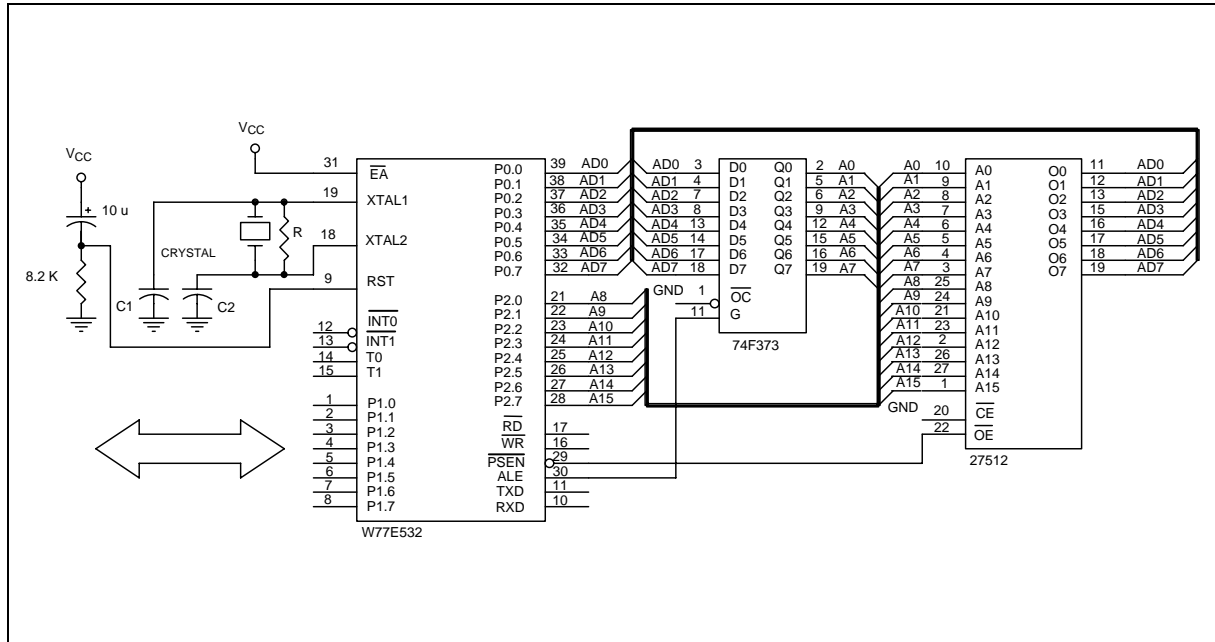 VCC
VCC
10 u
8.2 K
C1
CRYSTAL
C2
R
31
19
18
9
12
13
14
15
1
2
3
4
5
6
7
8
EA
XTAL1
XTAL2
RST
INT0
INT1
T0
T1
P1.0
P1.1
P1.2
P1.3
P1.4
P1.5
P1.6
P1.7
P0.0 39 AD0
P0.1 38 AD1
P0.2 37 AD2
P0.3 36 AD3
P0.4 35 AD4
P0.5 34 AD5
P0.6 33 AD6
P0.7 32 AD7
P2.0 21 A8
P2.1 22 A9
P2.2 23 A10
P2.3 24 A11
P2.4 25 A12
P2.5 26 A13
P2.6 27 A14
P2.7 28 A15
RD 17
WR 16
PSEN 29
ALE 30
TXD 11
RXD 10
W77E532
AD0 3 D0 Q0 2 A0
AD1 4 D1 Q1 5 A1
AD2 7 D2 Q2 6 A2
AD3 8 D3 Q3 9 A3
AD4 13 D4 Q4 12 A4
AD5 14 D5 Q5 15 A5
AD6 17 D6 Q6 16 A6
AD7 18 D7 Q7 19 A7
GND 1 OC
11 G
74F373
A0 10 A0 O0 11 AD0
A1 9 A1 O1 12 AD1
A2 8 A2 O2 13 AD2
A3 7 A3 O3 15 AD3
A4 6 A4 O4 16 AD4
A5 5 A5 O5 17 AD5
A6 4 A6 O6 18 AD6
A7 3 A7 O7 19 AD7
A8 25 A8
A9 24 A9
A10 21 A10
A11 23 A11
A12 2 A12
A13 26 A13
A14 27 A14
A15 1 A15
GND 20 CE
22 OE
27512